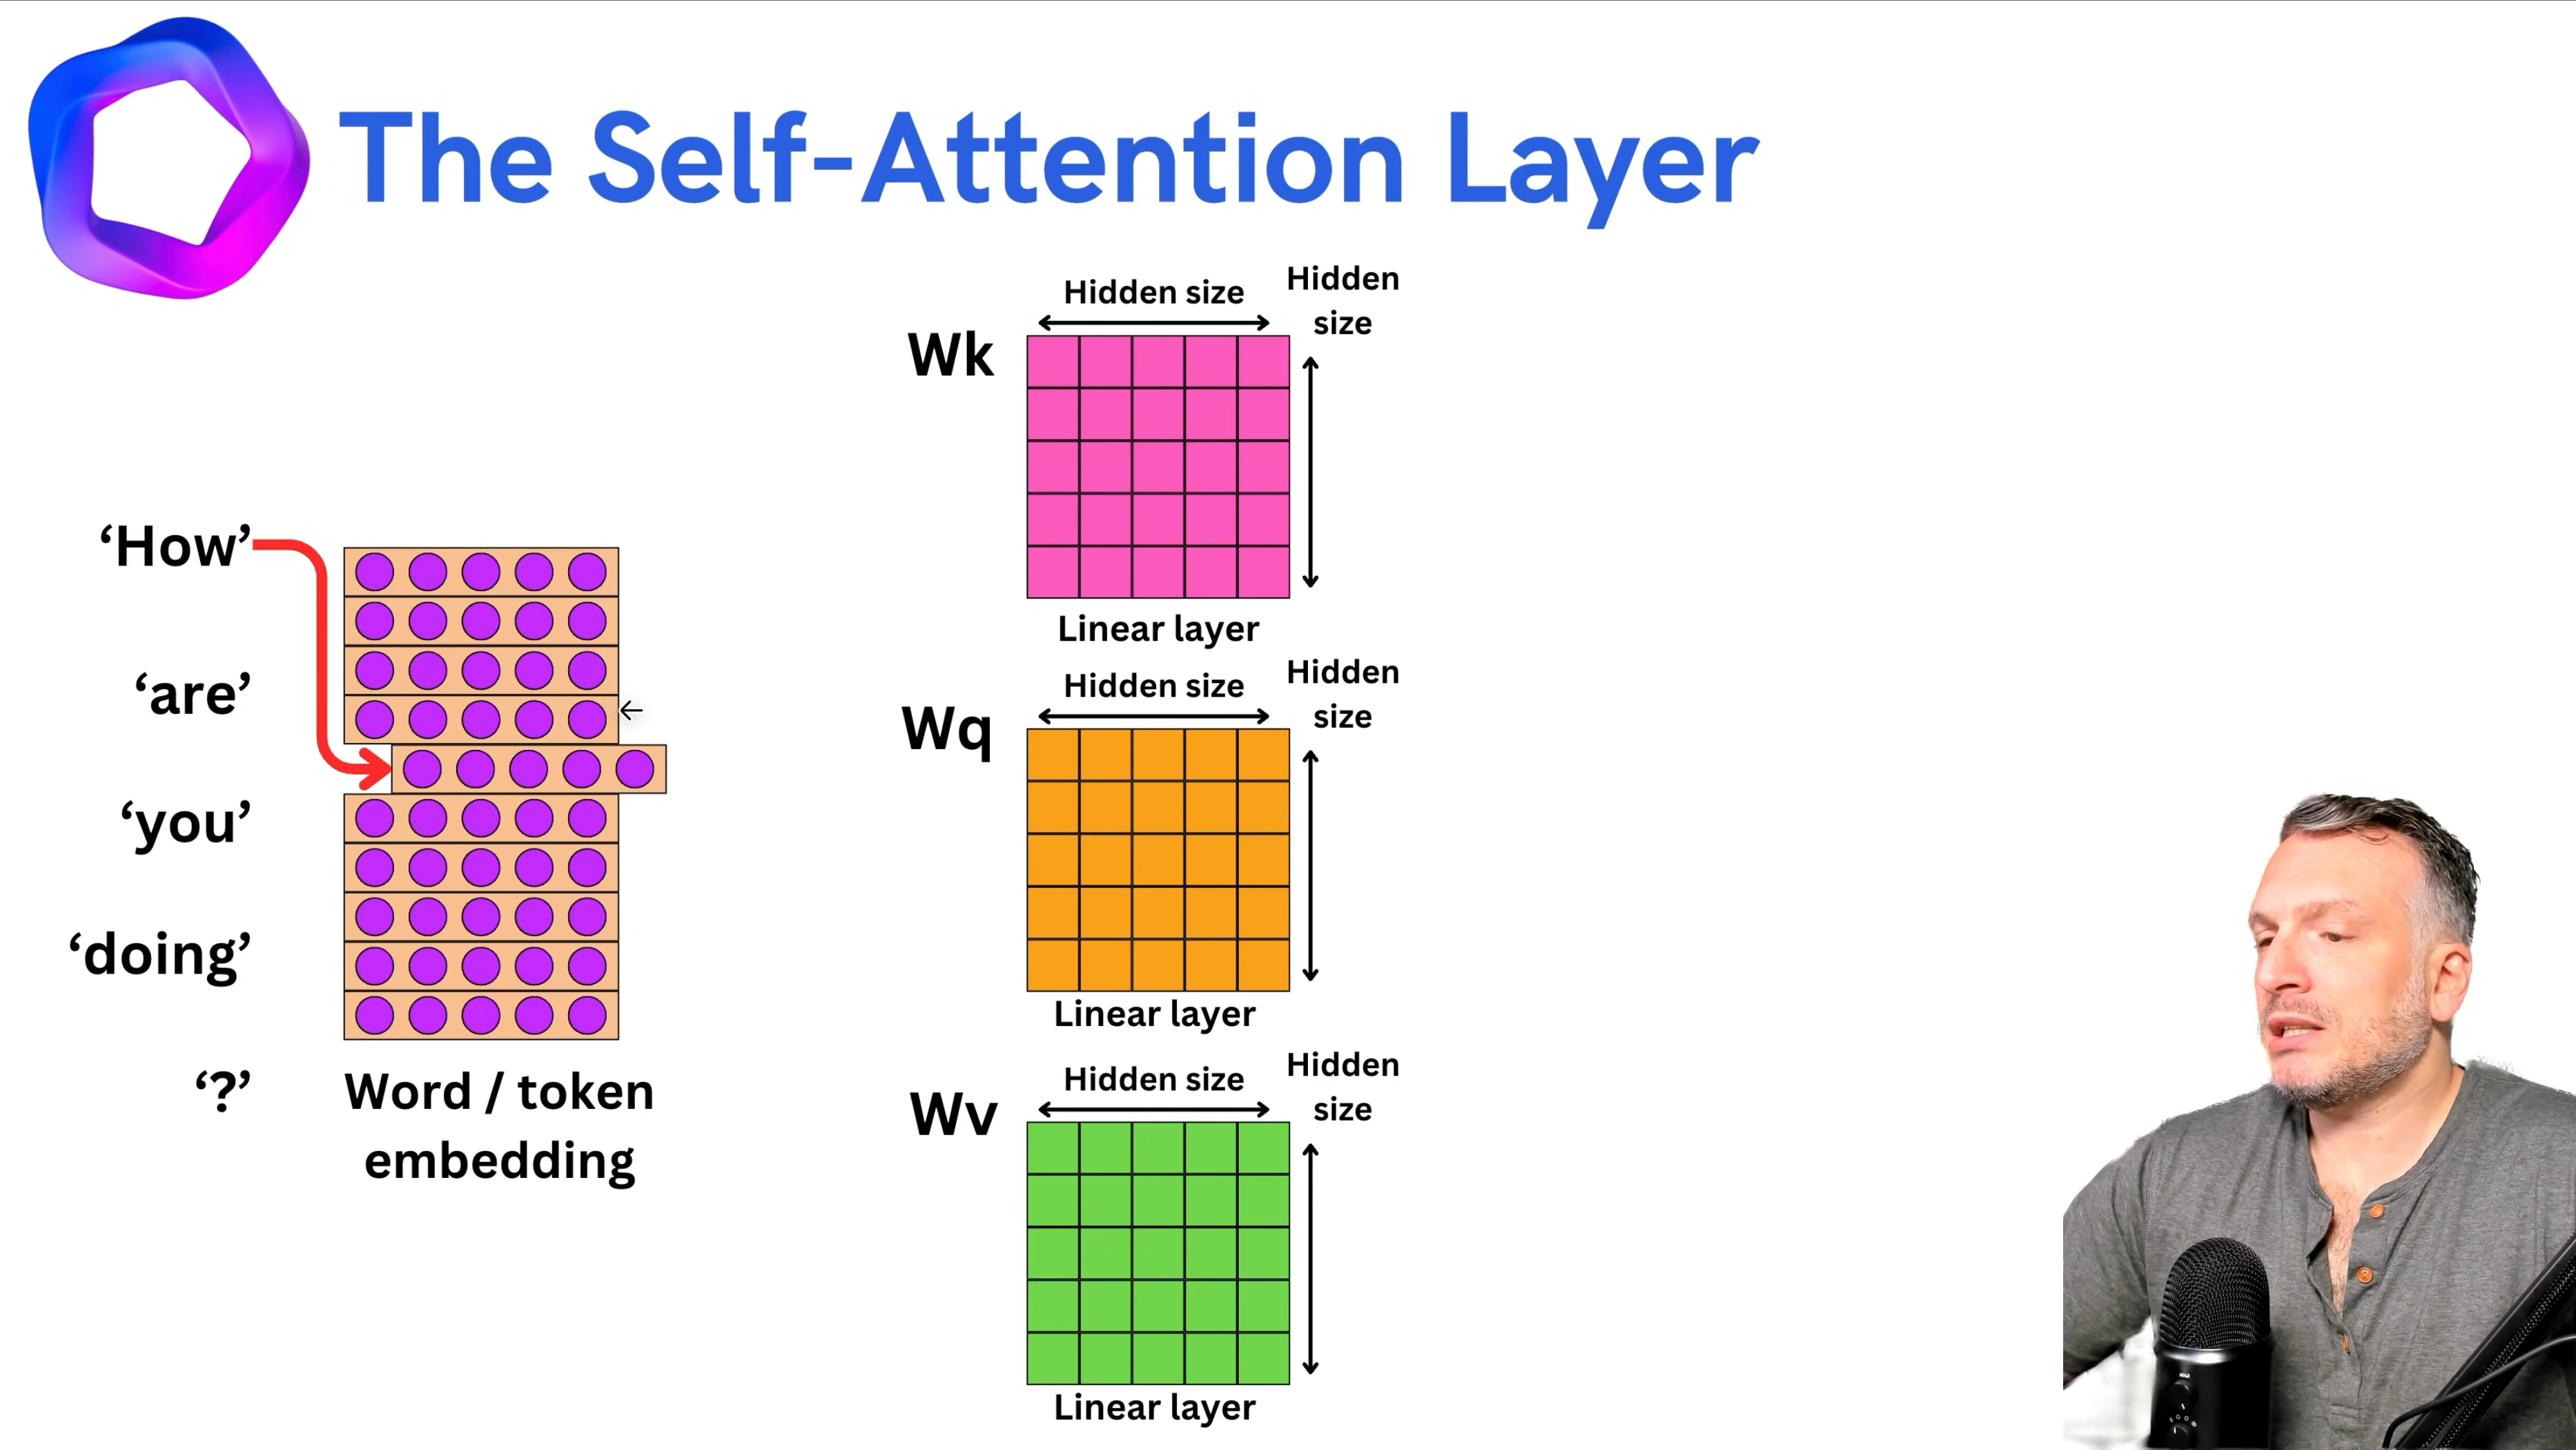 The Self-Attention Layer
Hidden size
Hidden
size
Wk
Linear layer
‘How’
‘are’
‘you’
‘doing’
‘?’
Word / token
embedding
Hidden size
Hidden
size
Wq
Linear layer
Hidden size
Hidden
size
Wv
Linear layer